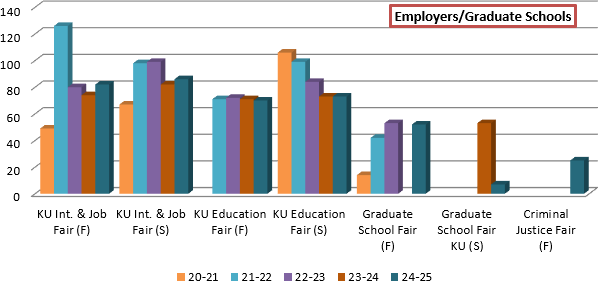 Employers/Graduate Schools
140
120
100
80
60
40
20
0
KU Int. & Job
Fair (F)
KU Int. & Job
Fair (S)
KU Education
Fair (F)
KU Education
Fair (S)
Graduate
School Fair
(F)
Graduate
School Fair
KU (S)
Criminal
Justice Fair
(F)
20-21 21-22 22-23 23-24 24-25